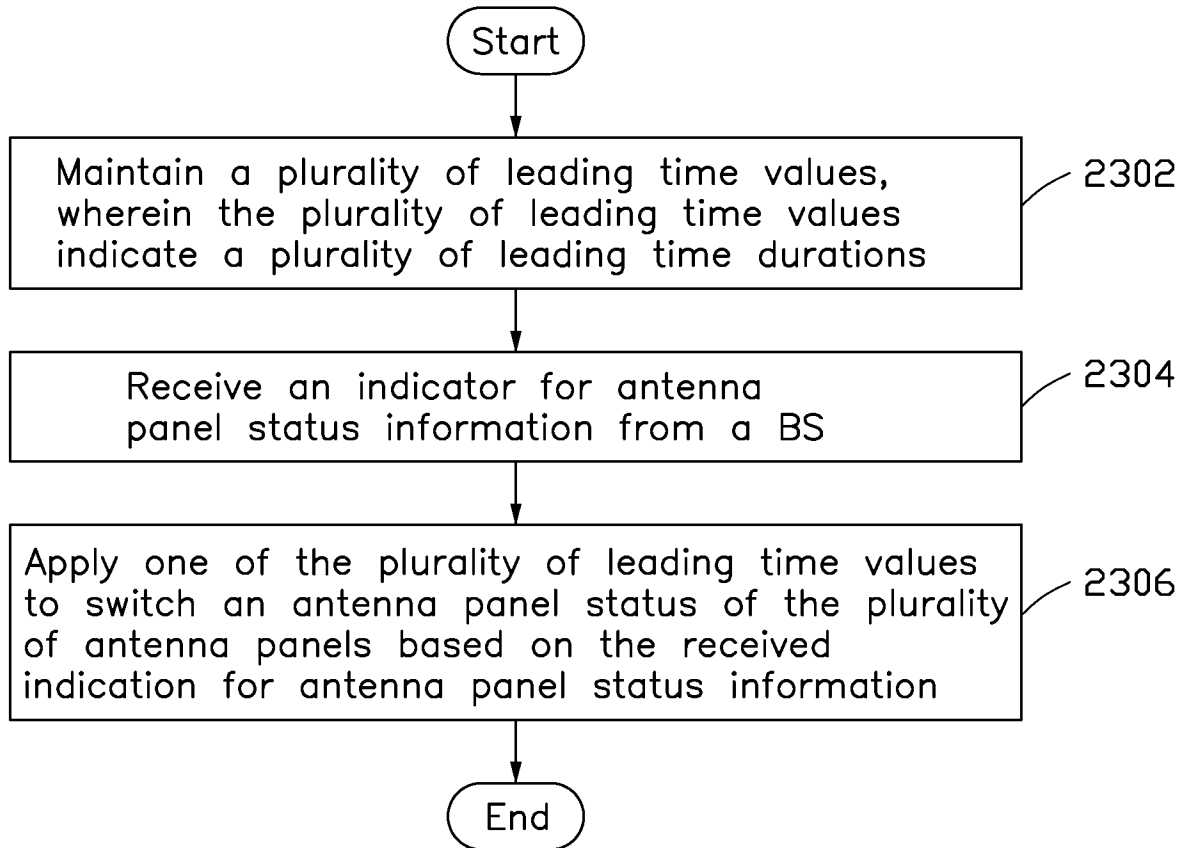 Start
Maintain a plurality of leading time values,
wherein the plurality of leading time values
indicate a plurality of leading time durations
2302
Receive an indicator for antenna
panel status information from a BS
2304
Apply one of the plurality of leading time values
to switch an antenna panel status of the plurality
of antenna panels based on the received
indication for antenna panel status information
2306
End